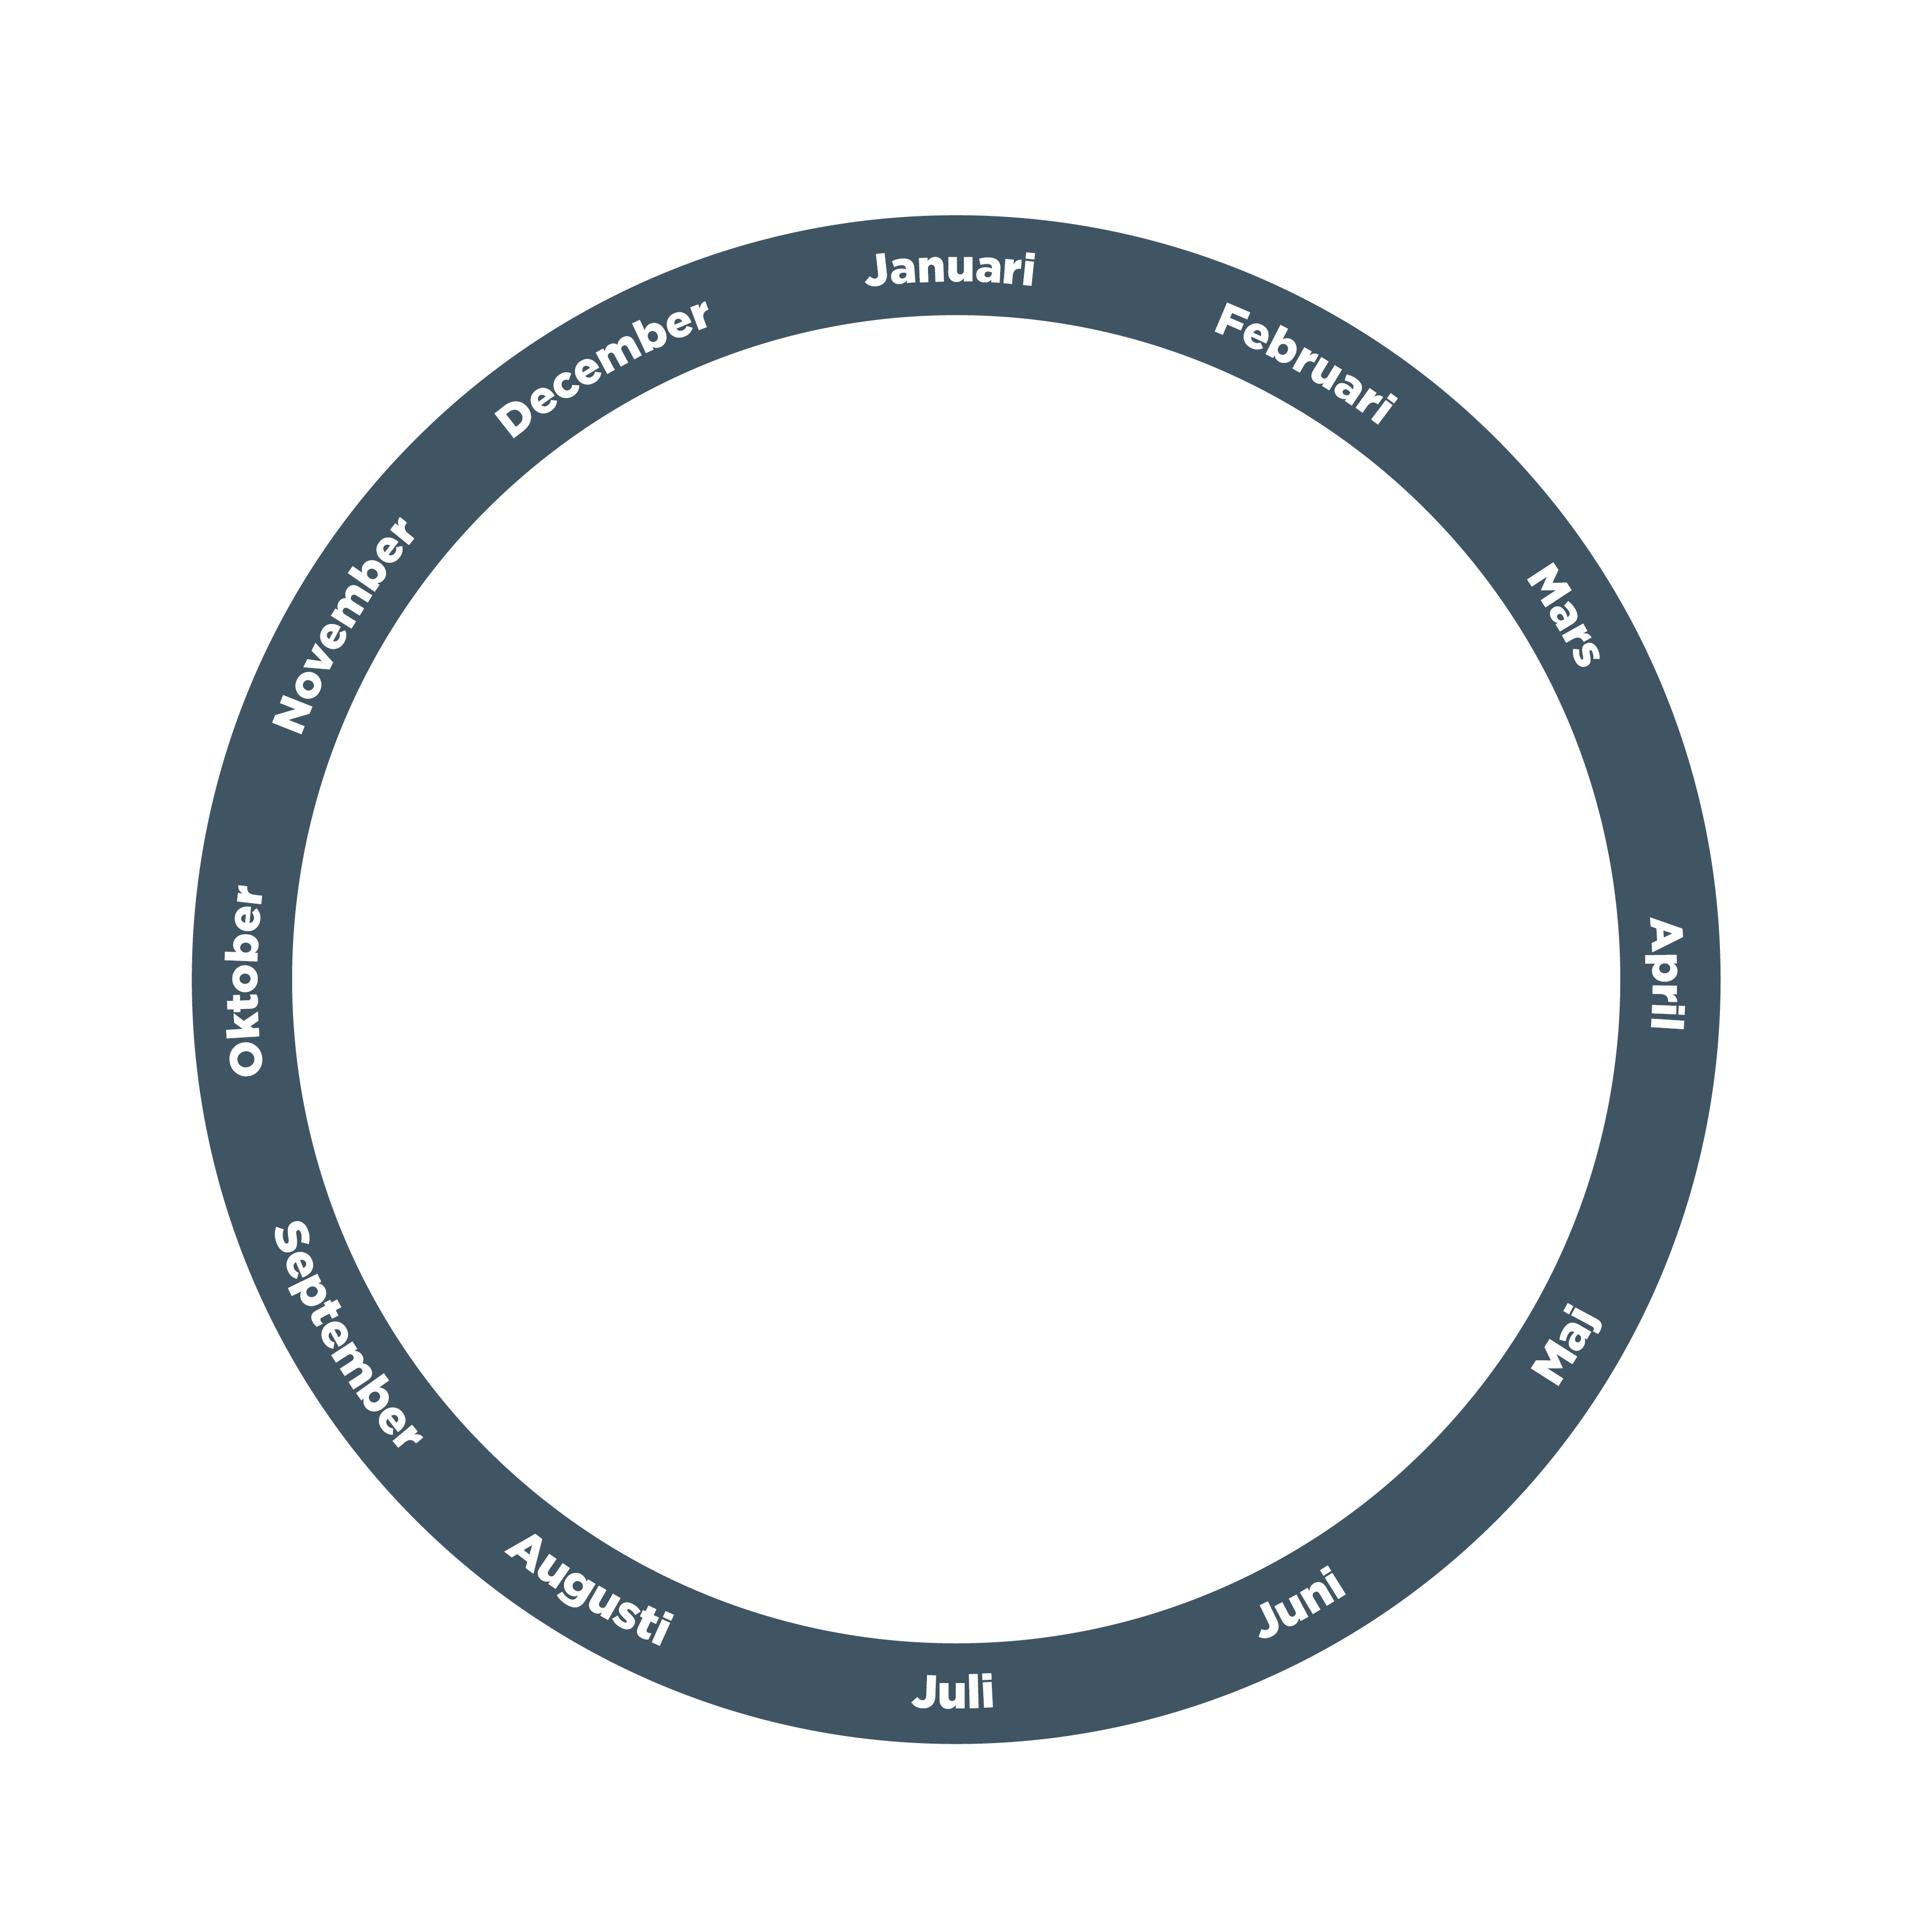 Januari
Februari
Mars
April
Maj
Juni
Juli
Augusti
September
Oktober
November
December